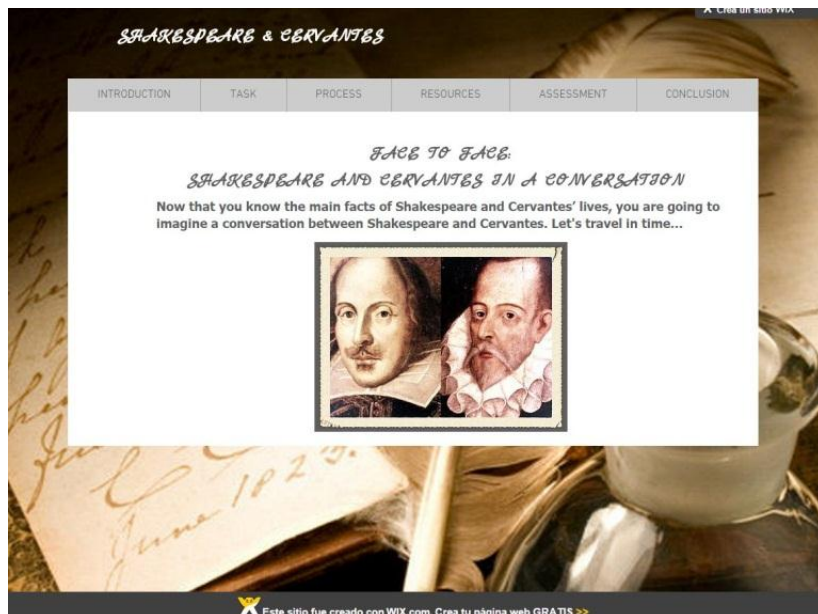 Crea un sitio WIX
SHAKESPEARE & CERVANTES
INTRODUCTION
TASK
PROCESS
RESOURCES
ASSESSMENT
CONCLUSION
FACE TO FACE:
SHAKESPEARE AND CERVANTES IN A CONVERSATION
Now that you know the main facts of Shakespeare and Cervantes' lives, you are going to
imagine a conversation between Shakespeare and Cervantes. Let's travel in time...
June 1823.
Este sitio fue creado con WIX.com. Crea tu página web GRATIS >>